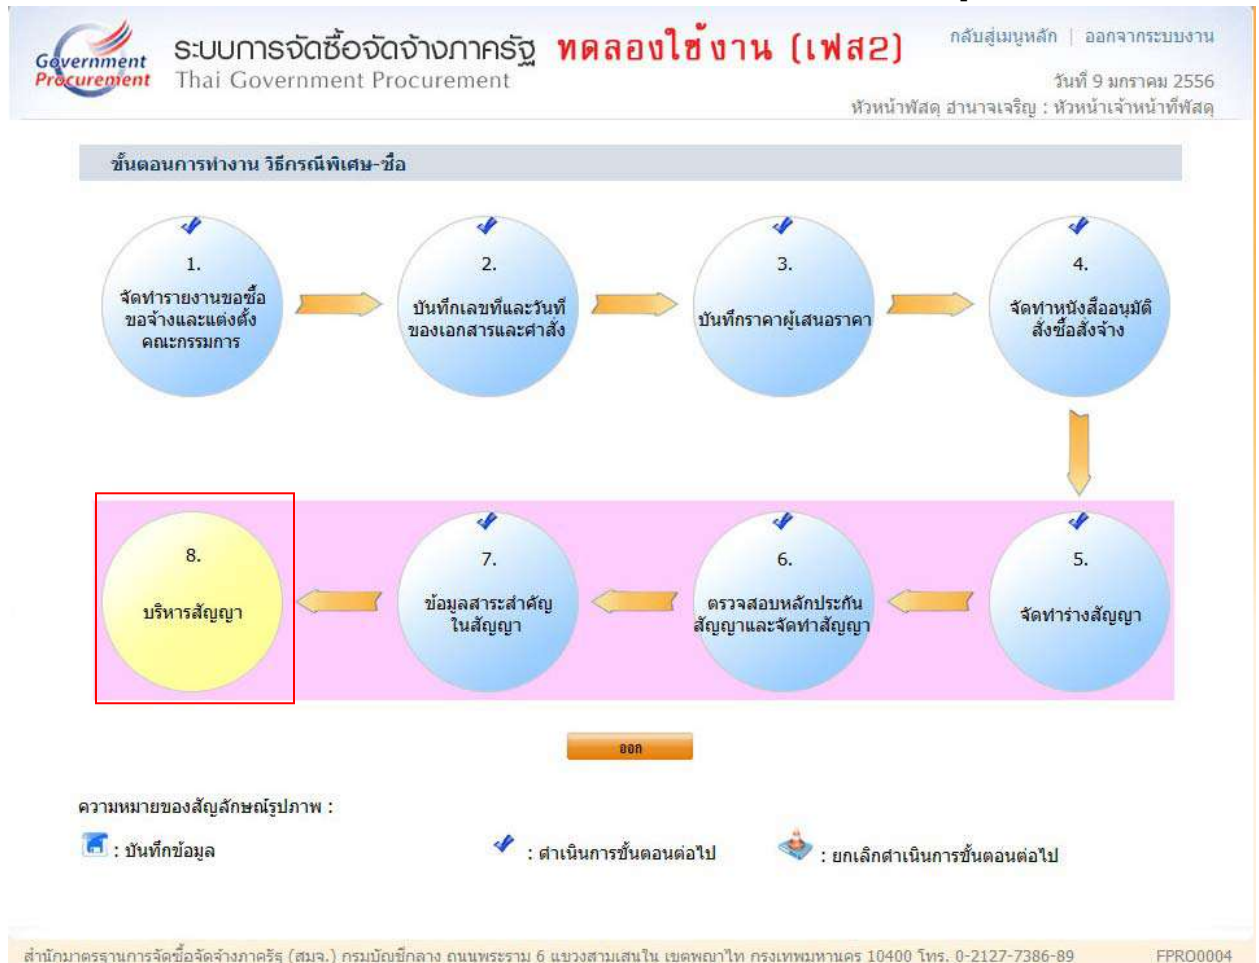 Government
Procurement
ระบบการจัดซื้อจัดจ้างภาครัฐ ทดลองใช้งาน (เฟส2)
Thai Government Procurement
กลับสู่เมนูหลัก | ออกจากระบบงาน
วันที่ 9 มกราคม 2556
หัวหน้าพัสดุ อำนาจเจริญ : หัวหน้าเจ้าหน้าที่พัสดุ
ขั้นตอนการทำงาน วิธีกรณีพิเศษ-ซื้อ
1.
จัดทำรายงานขอซื้อ
ขอจ้างและแต่งตั้ง
คณะกรรมการ
2.
บันทึกเลขที่และวันที่
ของเอกสารและคำสั่ง
3.
บันทึกราคาผู้เสนอราคา
4.
จัดทำหนังสืออนุมัติ
สั่งซื้อสั่งจ้าง
5.
จัดทำร่างสัญญา
6.
ตรวจสอบหลักประกัน
สัญญาและจัดทำสัญญา
7.
ข้อมูลสาระสำคัญ
ในสัญญา
8.
บริหารสัญญา
ออก
ความหมายของสัญลักษณ์รูปภาพ :
: บันทึกข้อมูล
: ดำเนินการขั้นตอนต่อไป
: ยกเลิกดำเนินการขั้นตอนต่อไป
สำนักมาตรฐานการจัดซื้อจัดจ้างภาครัฐ (สมจ.) กรมบัญชีกลาง ถนนพระราม 6 แขวงสามเสนใน เขตพญาไท กรุงเทพมหานคร 10400 โทร. 0-2127-7386-89 FPRO0004